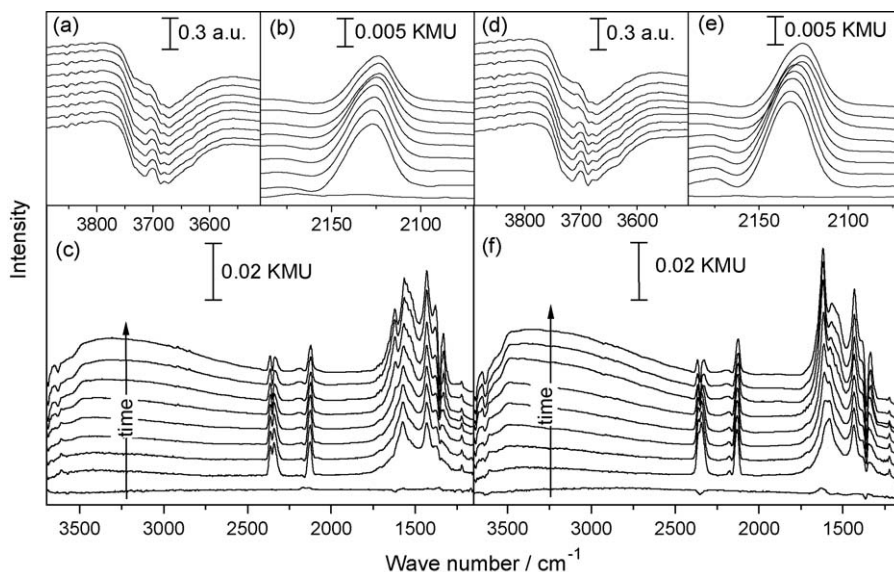 (a) 0.3 a.u. (b) 0.005 KMU (d) 0.3 a.u. (e) 0.005 KMU
3800 3700 3600 2150 2100 3800 3700 3600 2150 2100
(c) 0.02 KMU (f) 0.02 KMU
Intensity
time
time
3500 3000 2500 2000 1500 3500 3000 2500 2000 1500
Wave number / cm⁻¹